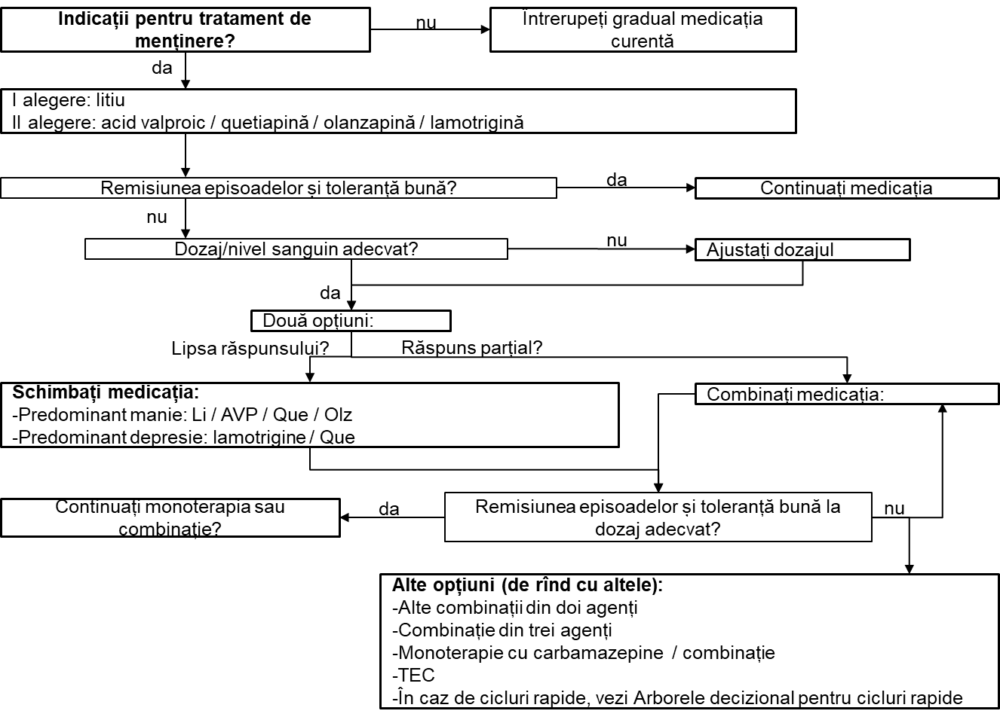 Indicații pentru tratament de
menținere?
nu
Întrerupeți gradual medicația
curentă
da
I alegere: litiu
II alegere: acid valproic / quetiapină / olanzapină / lamotrigină
Remisiunea episoadelor și toleranță bună?
da
Continuați medicația
nu
Dozaj/nivel sanguin adecvat?
nu
Ajustați dozajul
da
Două opțiuni:
Lipsa răspunsului?
Răspuns parțial?
Schimbați medicația:
-Predominant manie: Li / AVP / Que / Olz
-Predominant depresie: lamotrigine / Que
Combinați medicația:
Continuați monoterapia sau
combinație?
da
Remisiunea episoadelor și toleranță bună la
dozaj adecvat?
nu
Alte opțiuni (de rînd cu altele):
-Alte combinații din doi agenți
-Combinație din trei agenți
-Monoterapie cu carbamazepine / combinație
-TEC
-În caz de cicluri rapide, vezi Arborele decizional pentru cicluri rapide